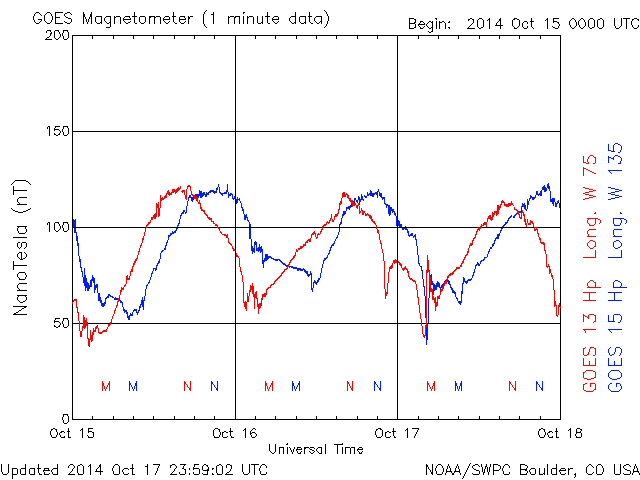 GOES Magnetometer (1 minute data)
Begin: 2014 Oct 15 0000 UTC
200
150
100
50
0
NanoTesla (nT)
M M N N M M N N M M N N
Oct 15 Oct 16 Oct 17 Oct 18
Universal Time
GOES 13 Hp Long. W 75
GOES 15 Hp Long. W 135
Updated 2014 Oct 17 23:59:02 UTC
NOAA/SWPC Boulder, CO USA